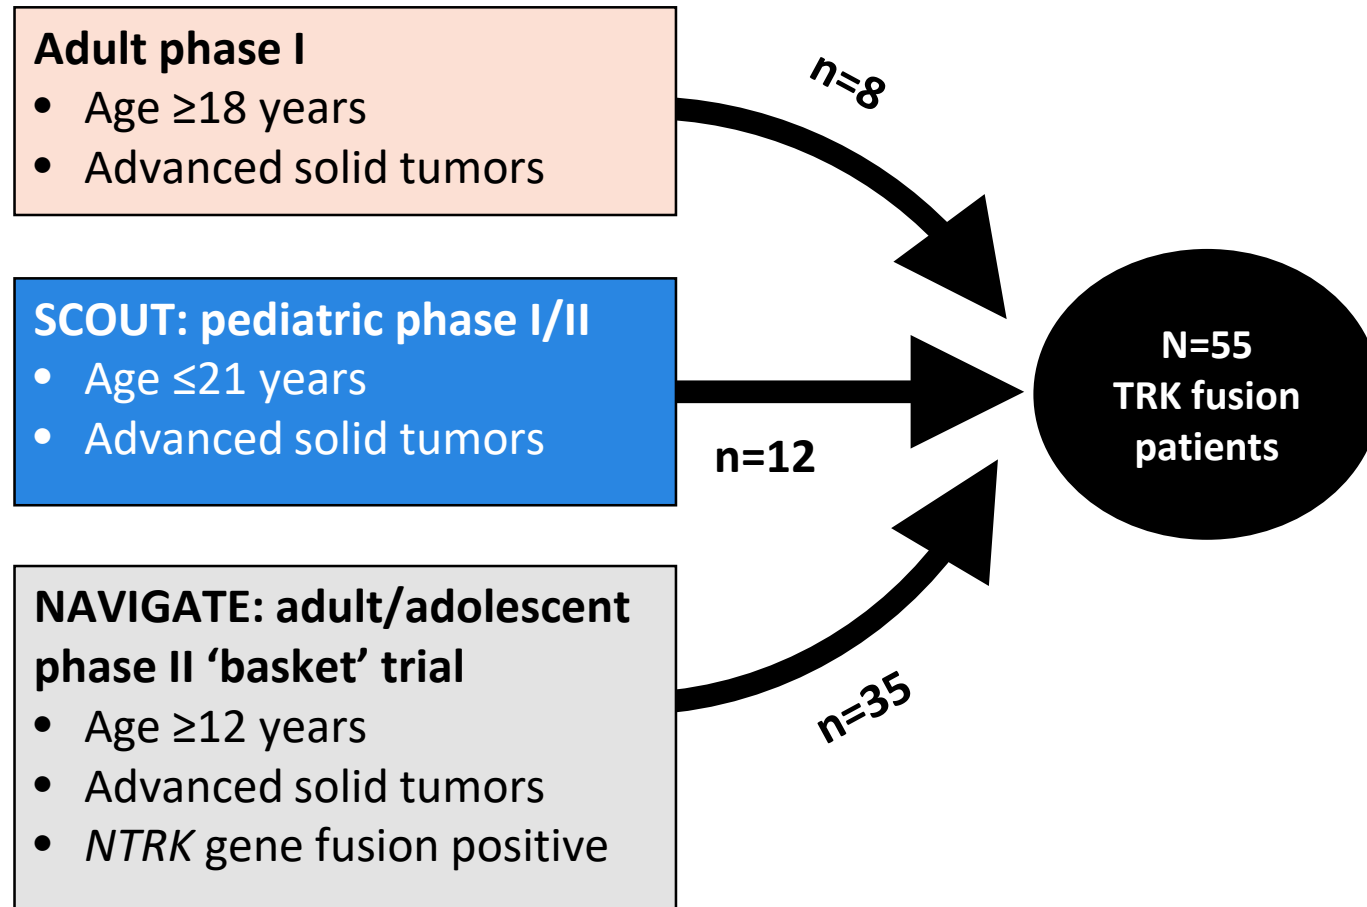 Adult phase I
• Age ≥18 years
• Advanced solid tumors
n=8
SCOUT: pediatric phase I/II
• Age ≤21 years
• Advanced solid tumors
n=12
NAVIGATE: adult/adolescent
phase II ‘basket’ trial
• Age ≥12 years
• Advanced solid tumors
• NTRK gene fusion positive
n=35
N=55
TRK fusion
patients